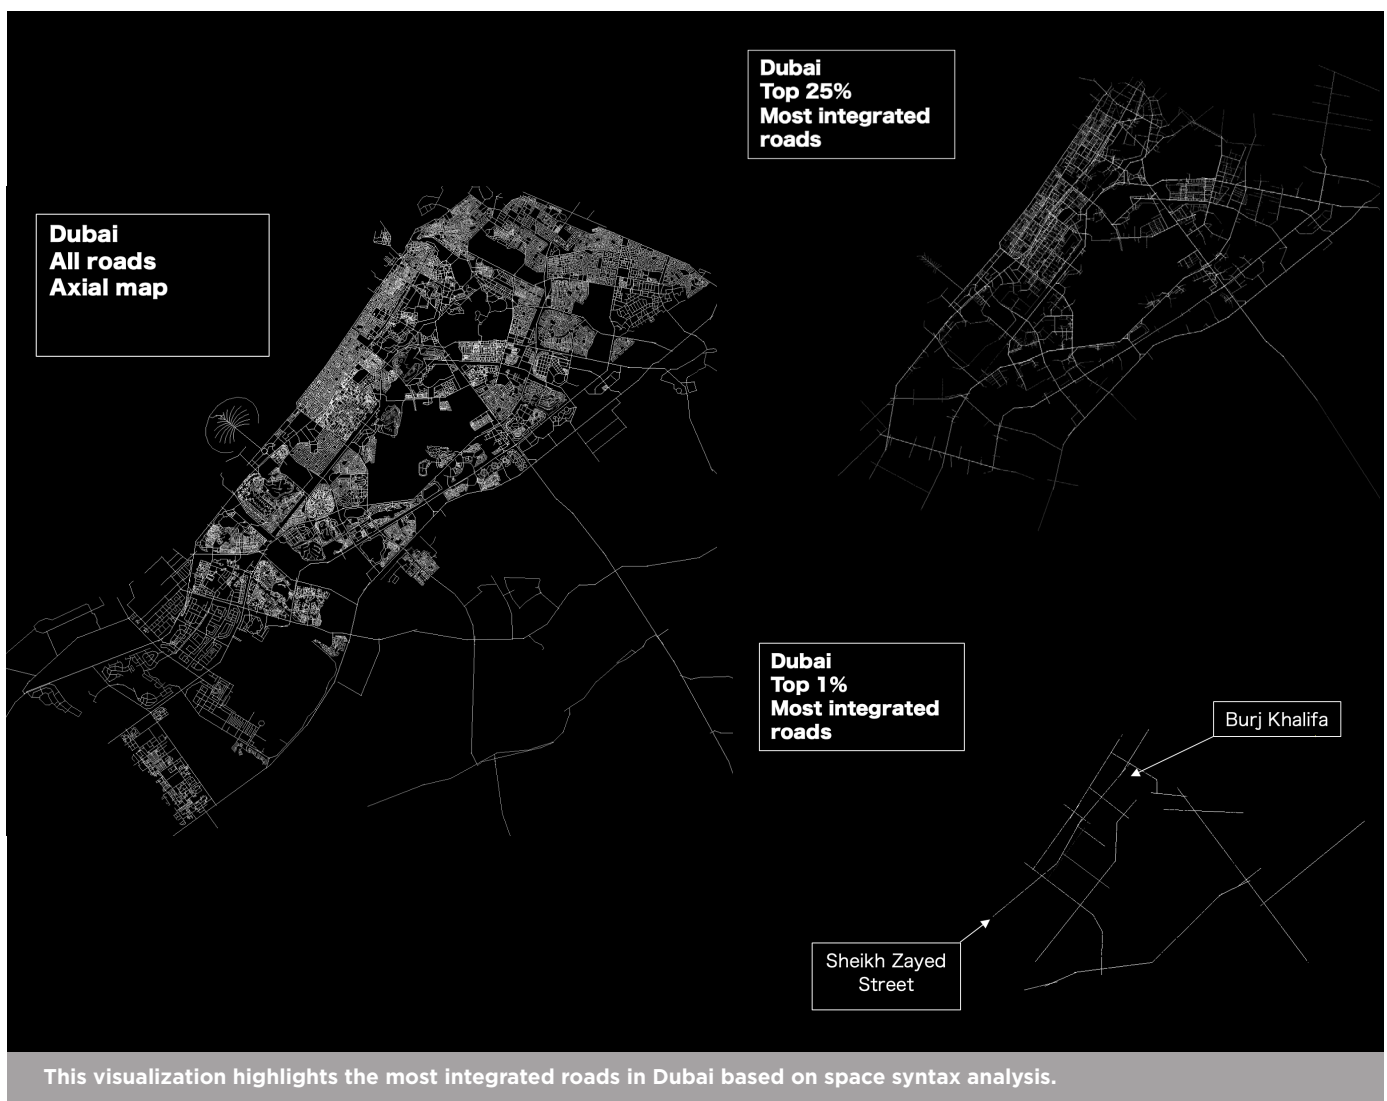 Dubai
All roads
Axial map
Dubai
Top 25%
Most integrated
roads
Dubai
Top 1%
Most integrated
roads
Burj Khalifa
Sheikh Zayed
Street
This visualization highlights the most integrated roads in Dubai based on space syntax analysis.